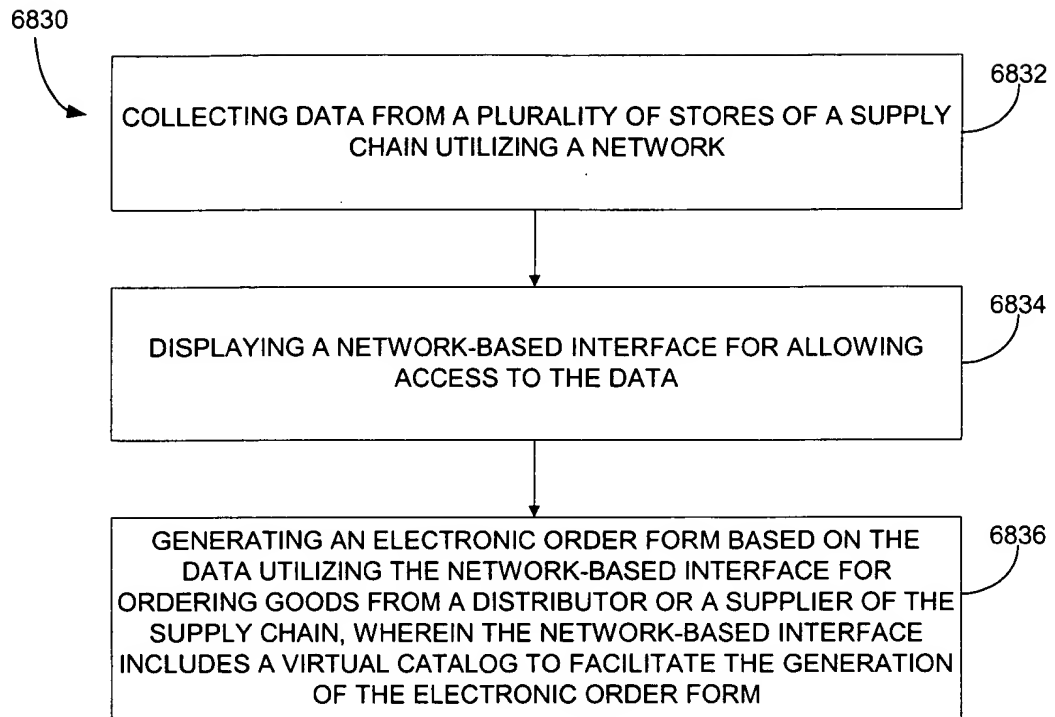 6830
6832
COLLECTING DATA FROM A PLURALITY OF STORES OF A SUPPLY
CHAIN UTILIZING A NETWORK
6834
DISPLAYING A NETWORK-BASED INTERFACE FOR ALLOWING
ACCESS TO THE DATA
6836
GENERATING AN ELECTRONIC ORDER FORM BASED ON THE
DATA UTILIZING THE NETWORK-BASED INTERFACE FOR
ORDERING GOODS FROM A DISTRIBUTOR OR A SUPPLIER OF THE
SUPPLY CHAIN, WHEREIN THE NETWORK-BASED INTERFACE
INCLUDES A VIRTUAL CATALOG TO FACILITATE THE GENERATION
OF THE ELECTRONIC ORDER FORM